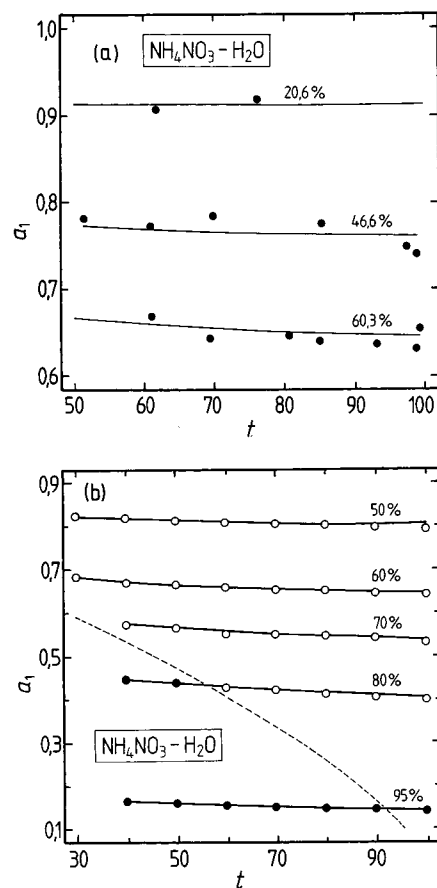 (a) NH₄NO₃-H₂O
1,0
0,9
0,8
0,7
0,6
a₁
20,6%
46,6%
60,3%
50 60 70 80 90 100
t
(b)
0,9
0,7
0,5
0,3
0,1
a₁
50%
60%
70%
80%
95%
NH₄NO₃-H₂O
30 50 70 90
t